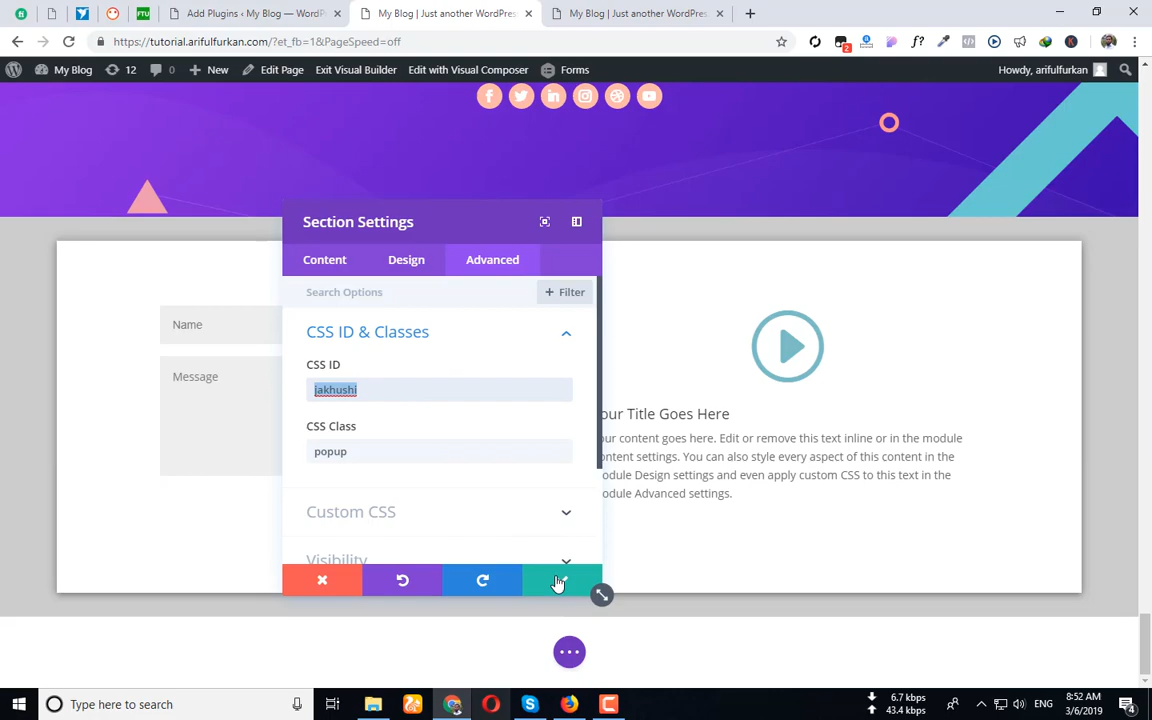 FTU
Add Plugins ‹ My Blog — WordP
My Blog | Just another WordPres
My Blog | Just another WordPres
https://tutorial.arifulfurkan.com/?et_fb=1&PageSpeed=off
2
My Blog
12
0
New
Edit Page
Exit Visual Builder
Edit with Visual Composer
Forms
Howdy, arifulfurkan
Section Settings
Content
Design
Advanced
Search Options
+ Filter
CSS ID & Classes
CSS ID
jakhushi
CSS Class
popup
Custom CSS
Visibility
Name
Message
our Title Goes Here
our content goes here. Edit or remove this text inline or in the module
ontent settings. You can also style every aspect of this content in the
odule Design settings and even apply custom CSS to this text in the
odule Advanced settings.
Type here to search
6.7 kbps
43.4 kbps
ENG
8:52 AM
3/6/2019
4